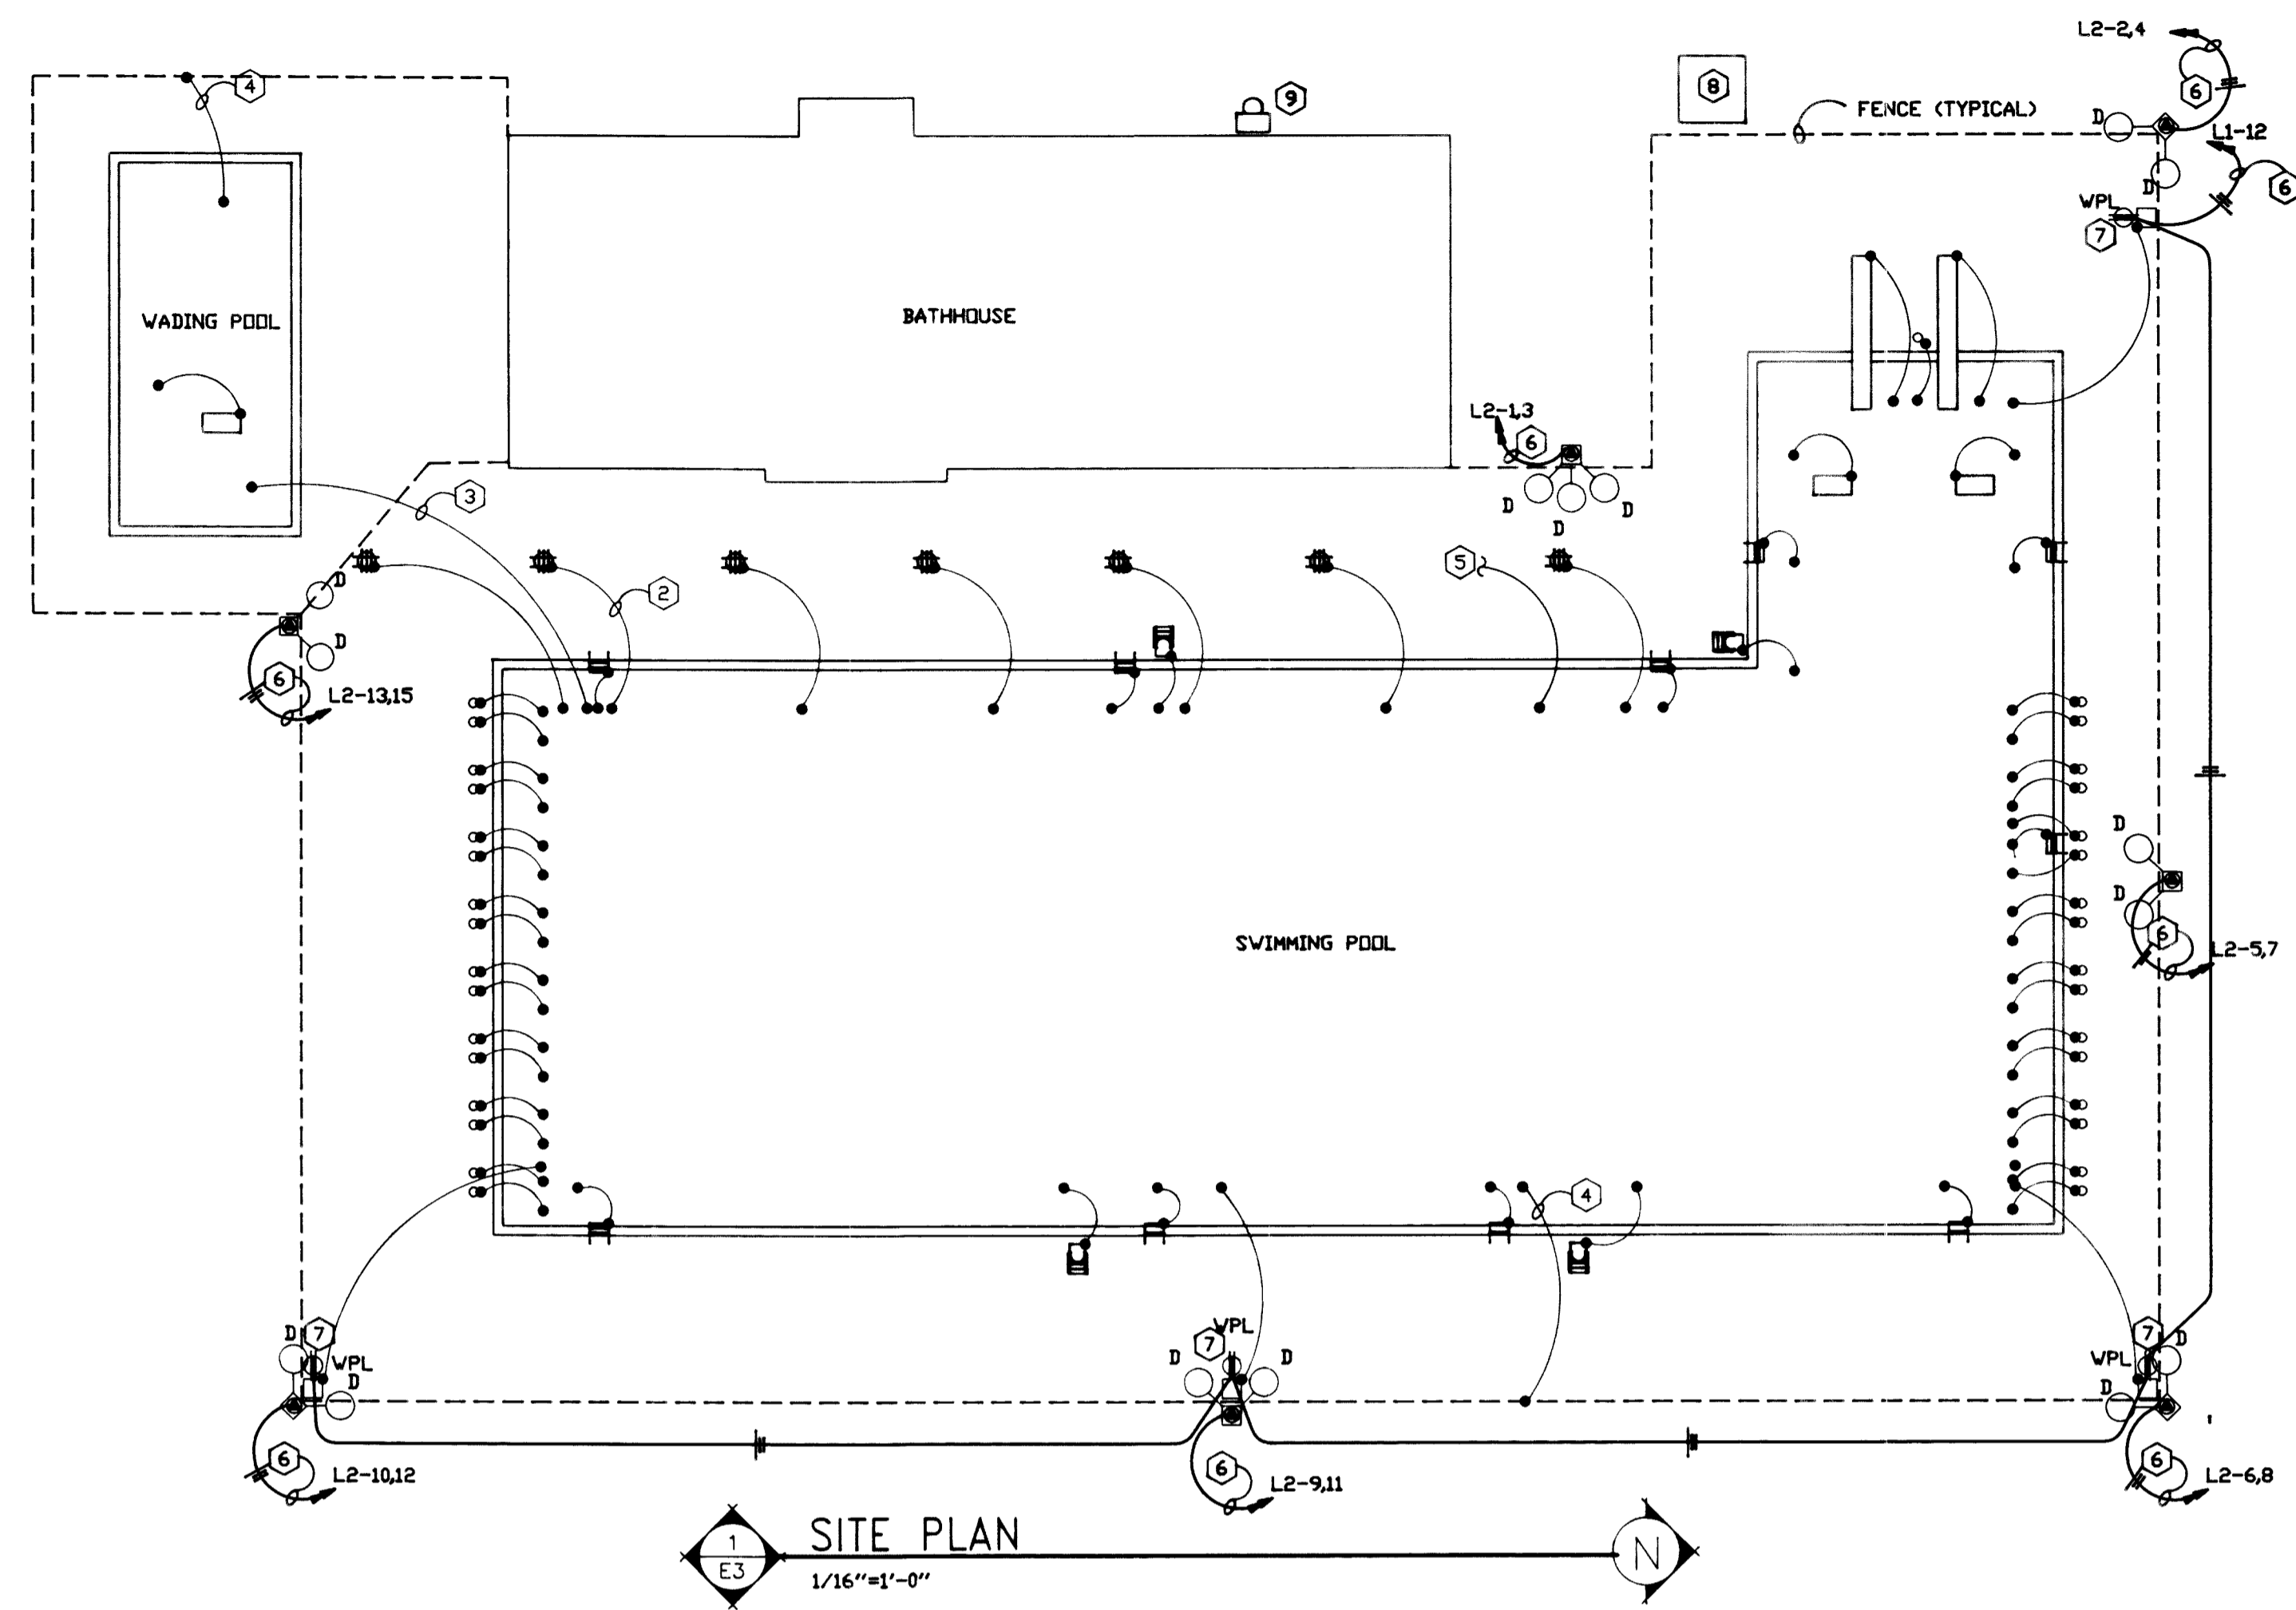 L2-2,4
4
9
8
6
FENCE (TYPICAL)
D
L1-12
D
6
WPL
7
WADING POOL
BATHHOUSE
L2-1,3
6
3
D
D
D
5
D
2
D
6
L2-13,15
D
D
6
SWIMMING POOL
L2-5,7
4
D
7
WPL
D
WPL
7
D
D
7
D
WPL
D
6
L2-10,12
6
L2-9,11
6
L2-6,8
1
E3
SITE PLAN
1/16"=1'-0"
N